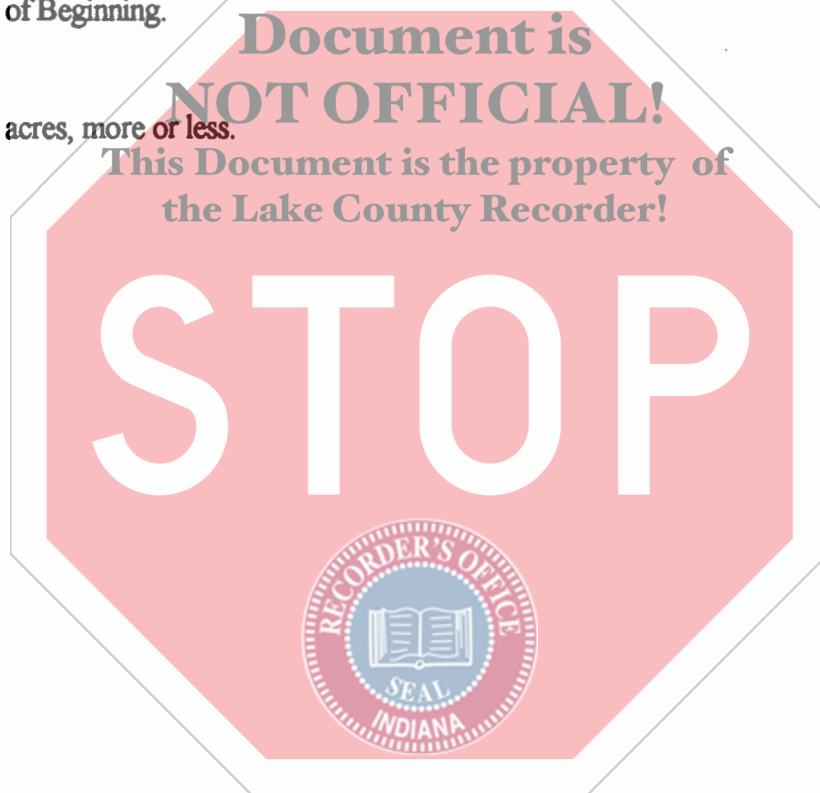 of Beginning.
Document is
NOT OFFICIAL!
acres, more or less.
This Document is the property of
the Lake County Recorder!
STOP
RECORDER'S OFFICE
SEAL
INDIANA